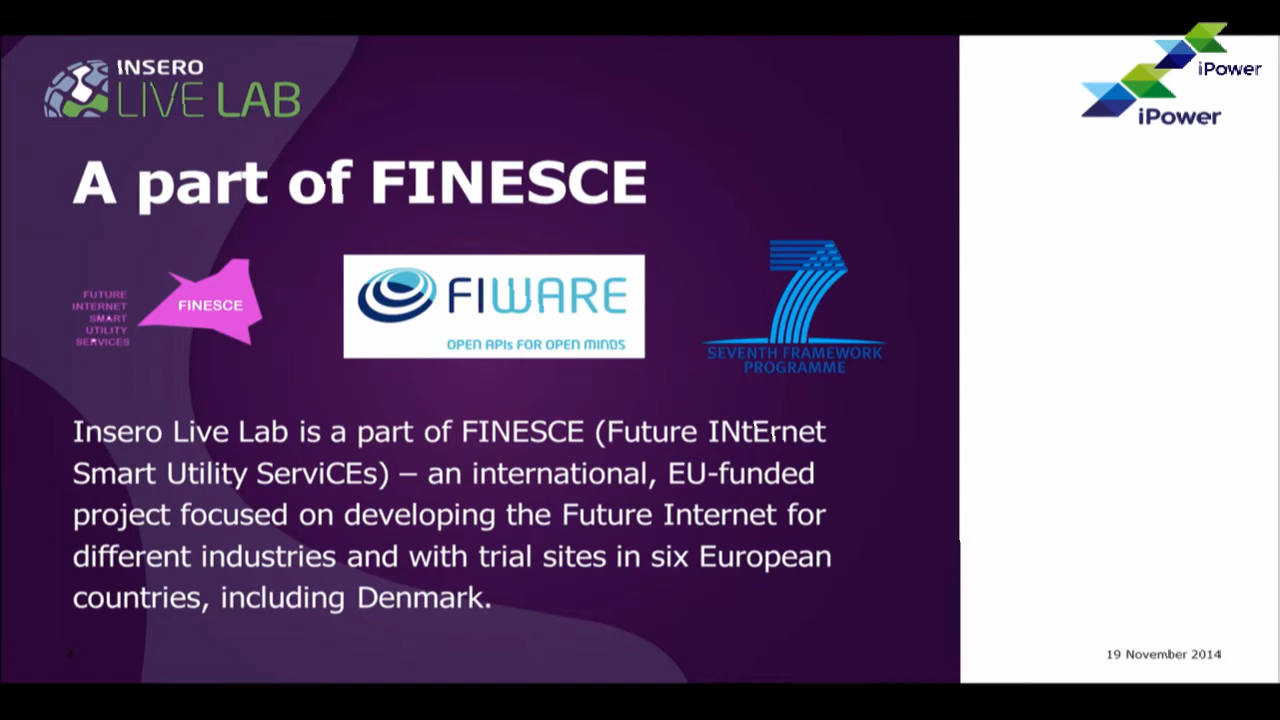 INSERO
LIVE LAB
iPower
iPower
A part of FINESCE
FUTURE
INTERNET
SMART
UTILITY
SERVICES
FINESCE
FIWARE
OPEN APIs FOR OPEN MINDS
7
SEVENTH FRAMEWORK
PROGRAMME
Insero Live Lab is a part of FINESCE (Future INtErnet
Smart Utility ServiCEs) – an international, EU-funded
project focused on developing the Future Internet for
different industries and with trial sites in six European
countries, including Denmark.
19 November 2014